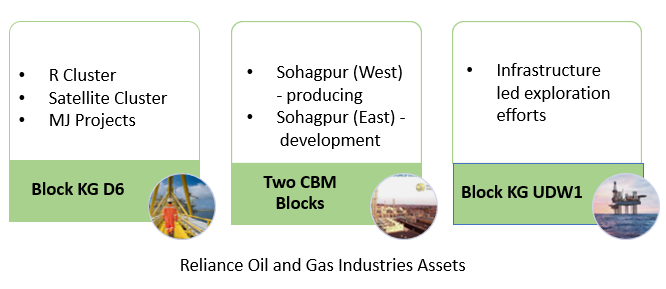 • R Cluster
• Satellite Cluster
• MJ Projects
Block KG D6
• Sohagpur (West)
- producing
• Sohagpur (East) -
development
Two CBM
Blocks
• Infrastructure
led exploration
efforts
Block KG UDW1
Reliance Oil and Gas Industries Assets